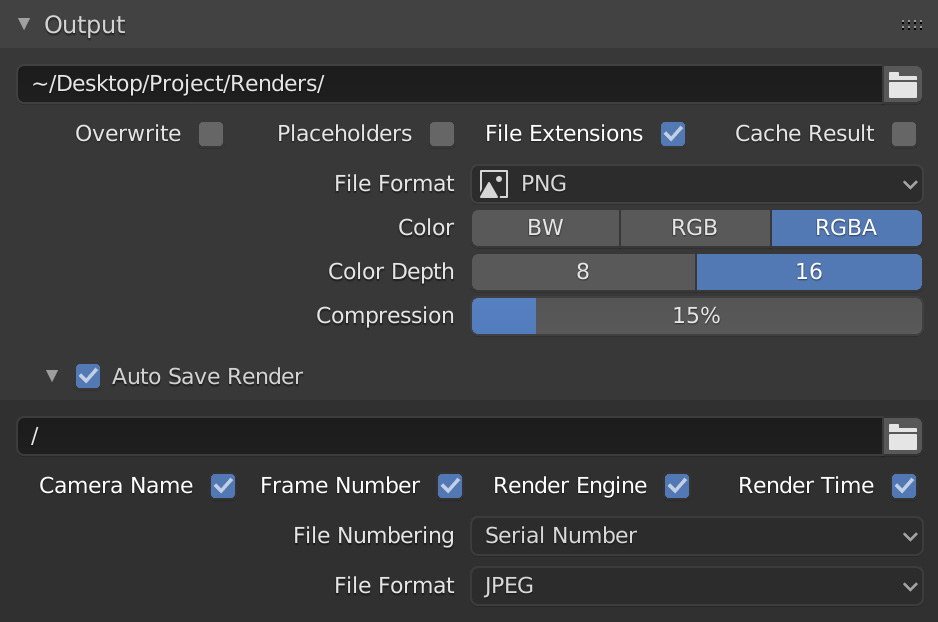 Output
~/Desktop/Project/Renders/
Overwrite Placeholders File Extensions Cache Result
File Format PNG
Color BW RGB RGBA
Color Depth 8 16
Compression 15%
Auto Save Render
/
Camera Name Frame Number Render Engine Render Time
File Numbering Serial Number
File Format JPEG